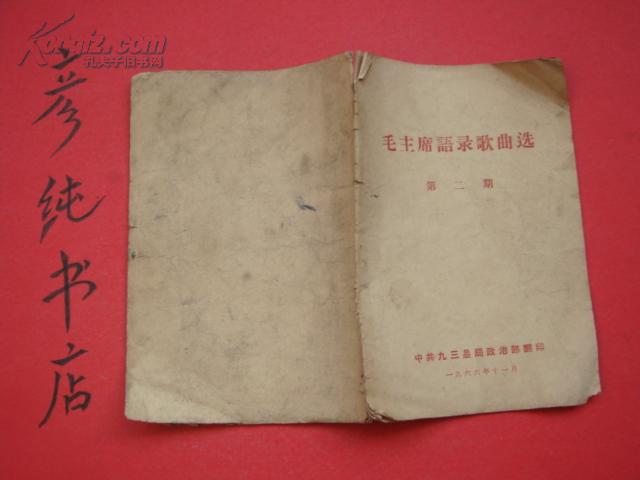 Kongfz.com
孔夫子旧书网
彦纯书店
毛主席語录歌曲选
第二期
中共九三垦局政治部翻印
一九六六年十一月